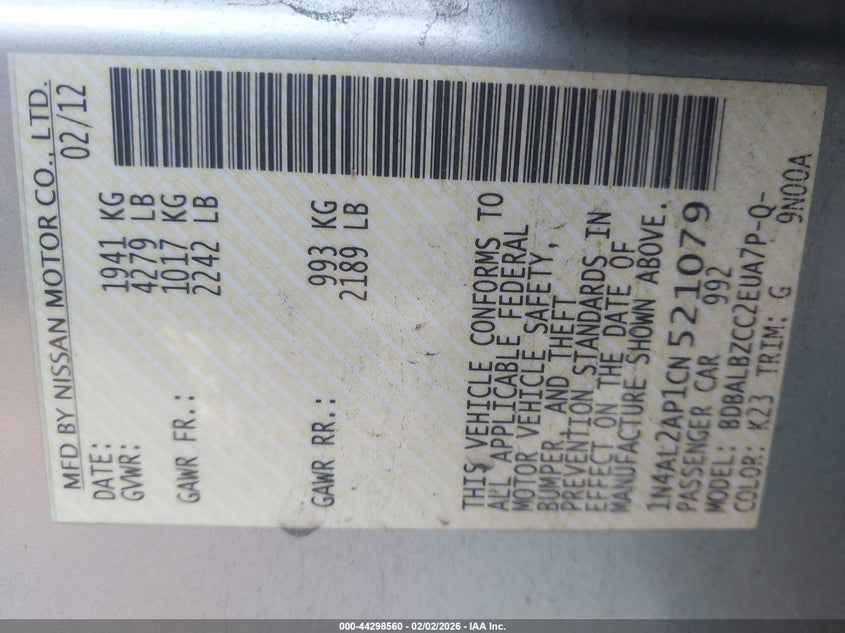 MFD BY NISSAN MOTOR CO., LTD.
DATE: 02/12
GVWR: 1941 KG
4279 LB
GAWR FR.: 1017 KG
2242 LB
GAWR RR.: 993 KG
2189 LB
THIS VEHICLE CONFORMS TO
ALL APPLICABLE FEDERAL
MOTOR VEHICLE SAFETY,
BUMPER, AND THEFT
PREVENTION STANDARDS IN
EFFECT ON THE DATE OF
MANUFACTURE SHOWN ABOVE.
1N4AL2AP1CN521079
PASSENGER CAR 992
MODEL: BDBALBZCC2EUA7P-Q-
COLOR: K23 TRIM: G 9N00A
000-44298560 - 02/02/2026 - IAA Inc.